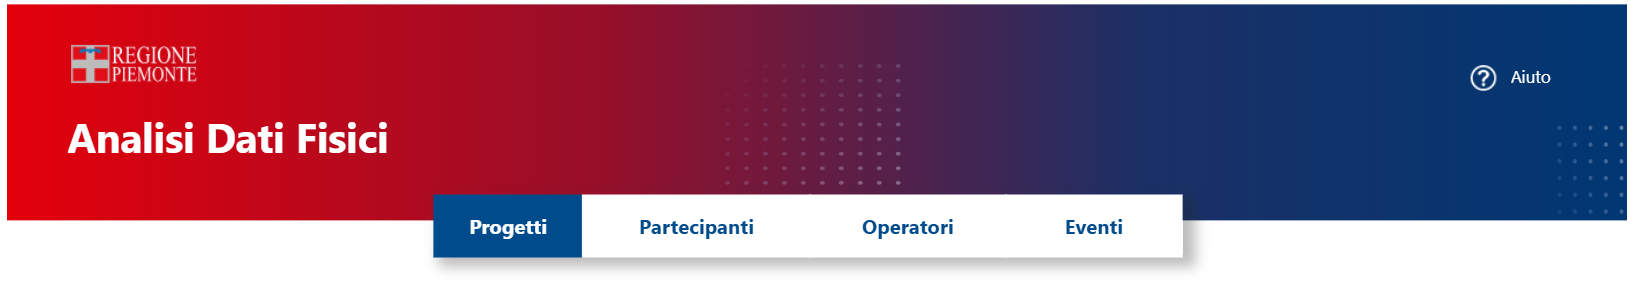 REGIONE
PIEMONTE
Aiuto
Analisi Dati Fisici
Progetti
Partecipanti
Operatori
Eventi